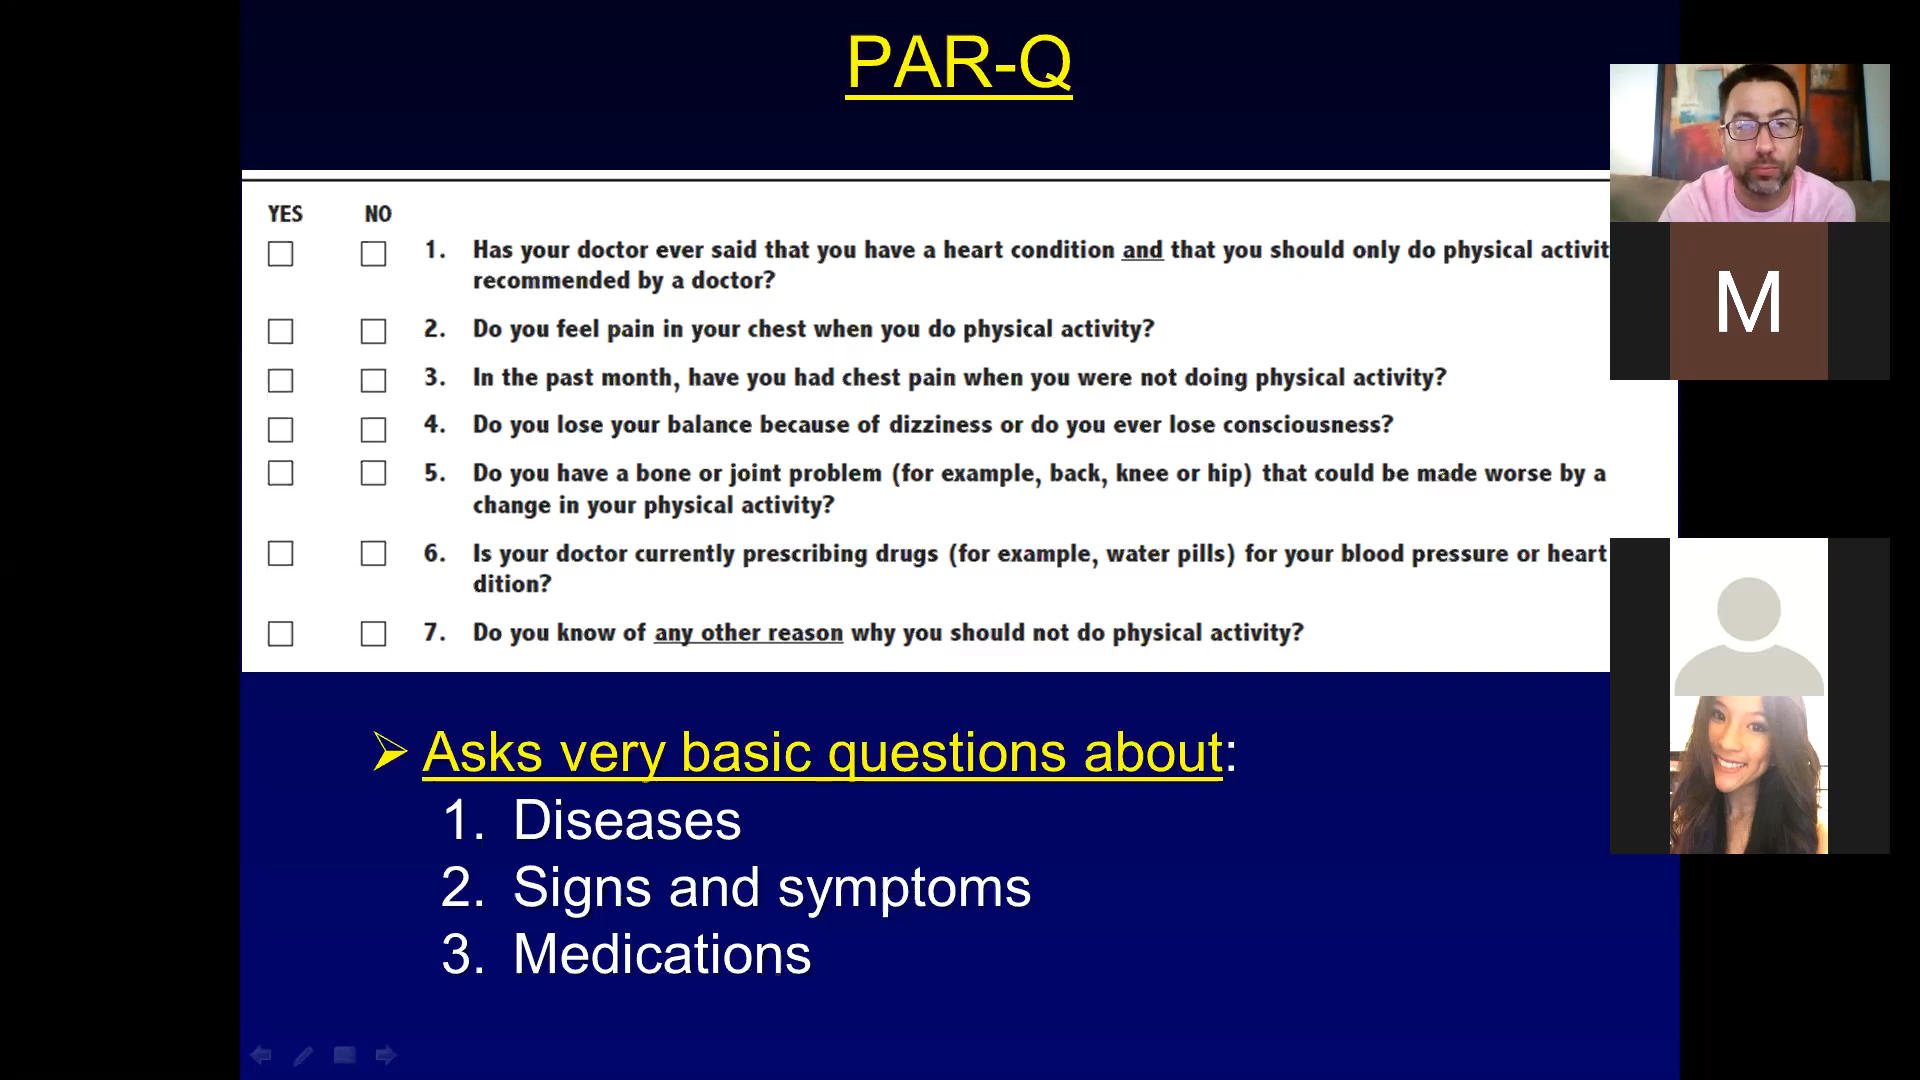 PAR-Q
YES NO
1. Has your doctor ever said that you have a heart condition and that you should only do physical activit
recommended by a doctor?
2. Do you feel pain in your chest when you do physical activity?
3. In the past month, have you had chest pain when you were not doing physical activity?
4. Do you lose your balance because of dizziness or do you ever lose consciousness?
5. Do you have a bone or joint problem (for example, back, knee or hip) that could be made worse by a
change in your physical activity?
6. Is your doctor currently prescribing drugs (for example, water pills) for your blood pressure or heart
dition?
7. Do you know of any other reason why you should not do physical activity?
➢ Asks very basic questions about:
1. Diseases
2. Signs and symptoms
3. Medications
M